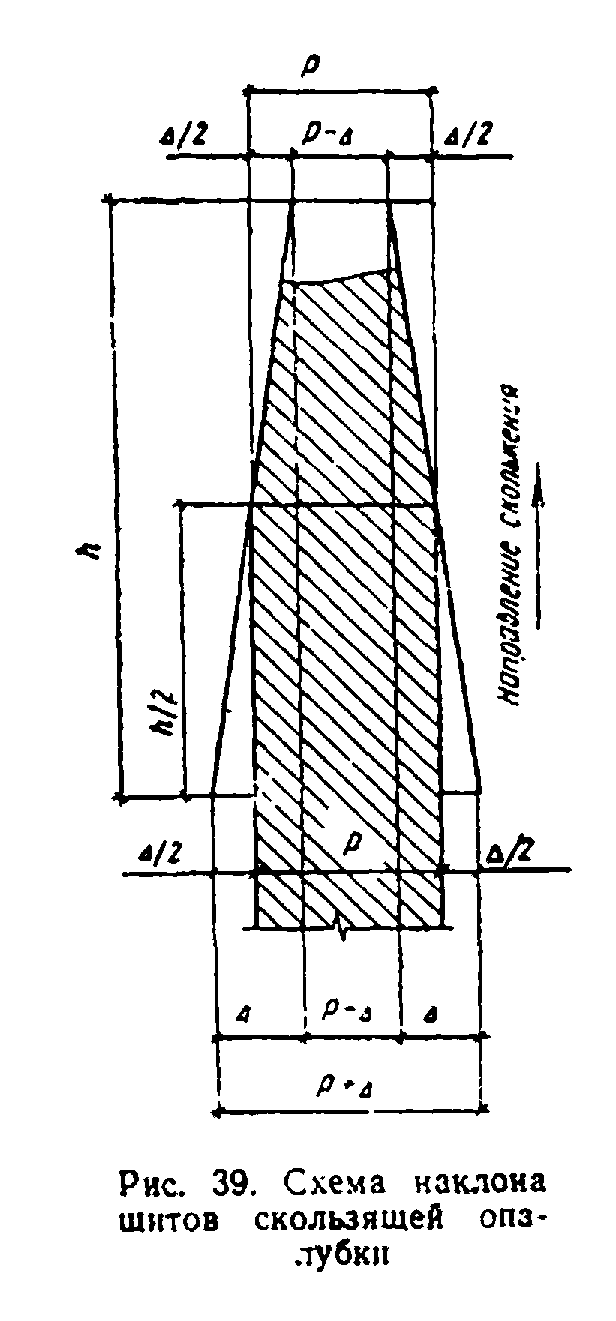 P
Δ/2 P-Δ Δ/2
h
Направление скольжения
h/2
Δ/2 P Δ/2
Δ P-Δ Δ
P+Δ
Рис. 39. Схема наклона
щитов скользящей опа-
лубки